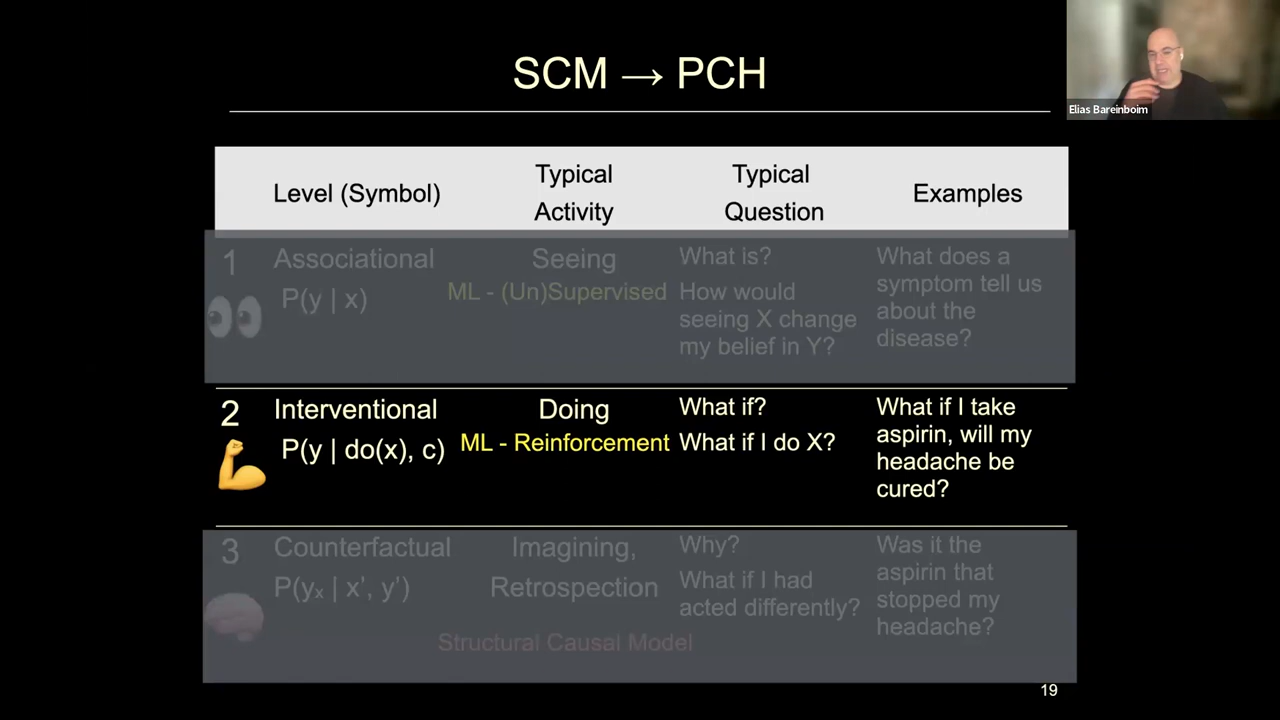 SCM → PCH
Elias Bareinboim
Level (Symbol)
Typical
Activity
Typical
Question
Examples
1
Associational
P(y | x)
Seeing
ML - (Un)Supervised
What is?
How would
seeing X change
my belief in Y?
What does a
symptom tell us
about the
disease?
2
Interventional
P(y | do(x), c)
Doing
ML - Reinforcement
What if?
What if I do X?
What if I take
aspirin, will my
headache be
cured?
3
Counterfactual
P(yₓ | x’, y’)
Imagining,
Retrospection
Structural Causal Model
Why?
What if I had
acted differently?
Was it the
aspirin that
stopped my
headache?
19